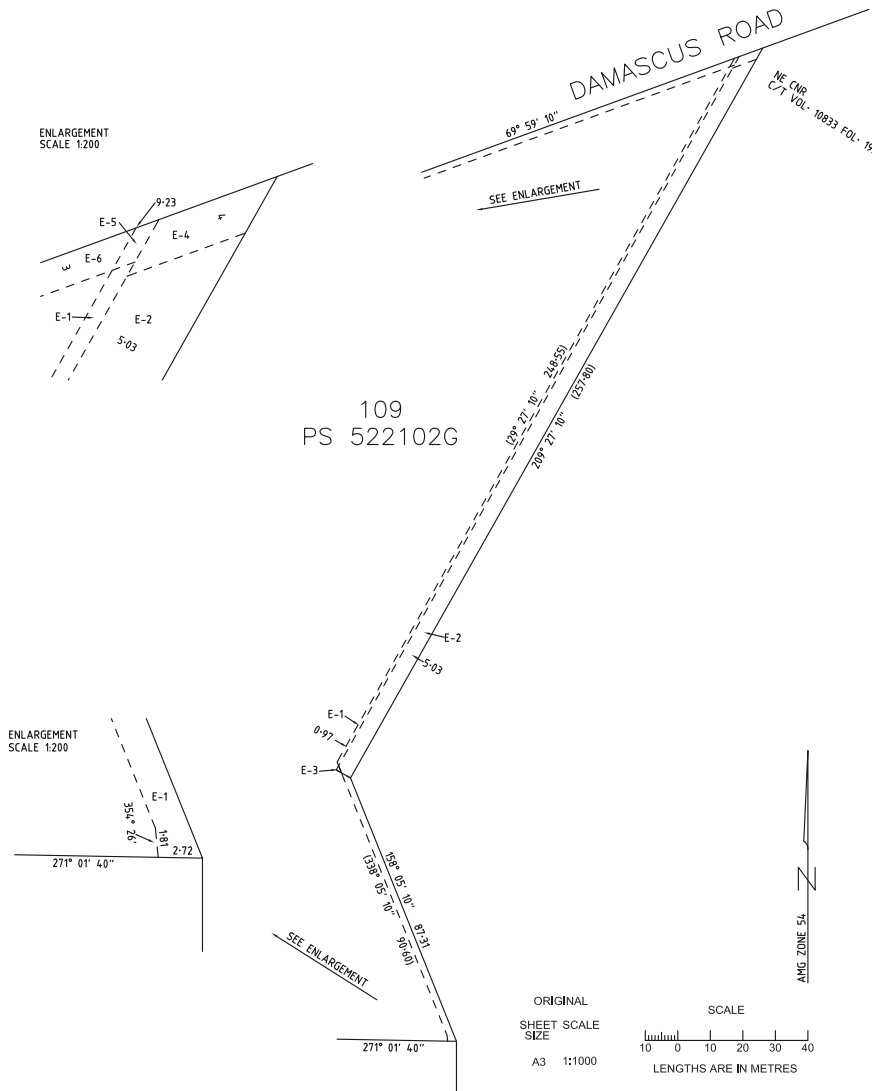 DAMASCUS ROAD
NE CNR
C/T VOL· 10833 FOL· 19
69° 59' 10"
SEE ENLARGEMENT
ENLARGEMENT
SCALE 1:200
9·23
E-5
E-4
4
E-6
3
E-1
E-2
5·03
109
PS 522102G
(29° 27' 10" 248·55)
209° 27' 10" (257·80)
E-2
5·03
E-1
0·97
E-3
ENLARGEMENT
SCALE 1:200
E-1
354° 26'
1·81
2·72
271° 01' 40"
158° 05' 10" 87·31
(338° 05' 10" 90·60)
SEE ENLARGEMENT
271° 01' 40"
N
AMG ZONE 54
ORIGINAL
SHEET SIZE SCALE
A3 1:1000
SCALE
10 0 10 20 30 40
LENGTHS ARE IN METRES